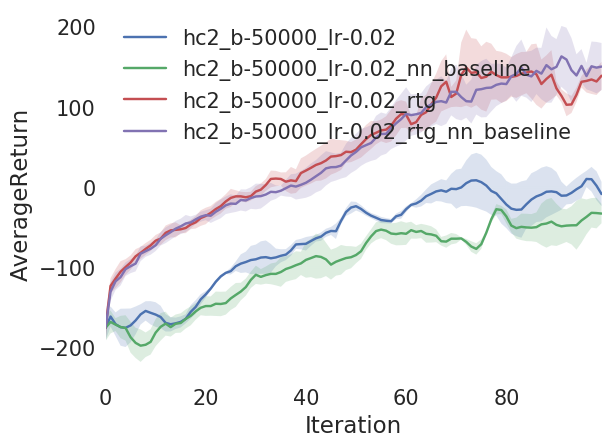 200
hc2_b-50000_lr-0.02
hc2_b-50000_lr-0.02_nn_baseline
100
hc2_b-50000_lr-0.02_rtg
hc2_b-50000_lr-0.02_rtg_nn_baseline
0
−100
−200
AverageReturn
0 20 40 60 80
Iteration